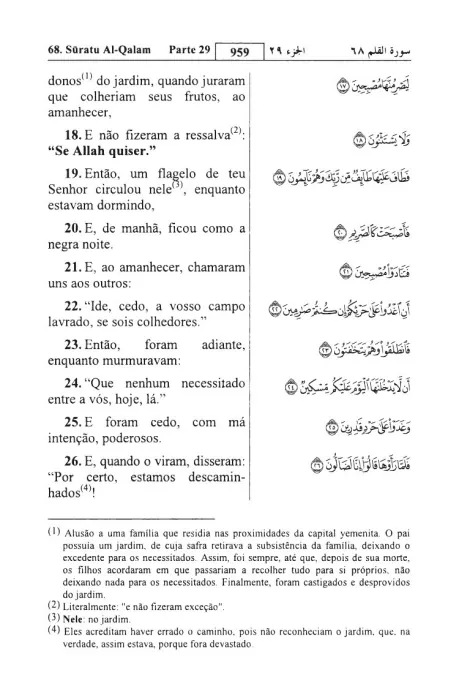 68. Sūratu Al-Qalam Parte 29 959 الجزء ٢٩ سورة القلم ٦٨
donos(1) do jardim, quando juraram
que colheriam seus frutos, ao
amanhecer,
لَيَصْرِمُنَّهَا مُصْبِحِينَ ١٧
18. E não fizeram a ressalva(2):
“Se Allah quiser.”
وَلَا يَسْتَثْنُونَ ١٨
19. Então, um flagelo de teu
Senhor circulou nele(3), enquanto
estavam dormindo,
فَطَافَ عَلَيْهَا طَآئِفٌ مِّن رَّبِّكَ وَهُمْ نَآئِمُونَ ١٩
20. E, de manhã, ficou como a
negra noite.
فَأَصْبَحَتْ كَٱلصَّرِيمِ ٢٠
21. E, ao amanhecer, chamaram
uns aos outros:
فَتَنَادَوْا۟ مُصْبِحِينَ ٢١
22. “Ide, cedo, a vosso campo
lavrado, se sois colhedores.”
أَنِ ٱغْدُوا۟ عَلَىٰ حَرْثِكُمْ إِن كُنتُمْ صَٰرِمِينَ ٢٢
23. Então, foram adiante,
enquanto murmuravam:
فَٱنطَلَقُوا۟ وَهُمْ يَتَخَٰفَتُونَ ٢٣
24. “Que nenhum necessitado
entre a vós, hoje, lá.”
أَن لَّا يَدْخُلَنَّهَا ٱلْيَوْمَ عَلَيْكُم مِّسْكِينٌ ٢٤
25. E foram cedo, com má
intenção, poderosos.
وَغَدَوْا۟ عَلَىٰ حَرْدٍ قَٰدِرِينَ ٢٥
26. E, quando o viram, disseram:
“Por certo, estamos descamin-
hados(4)!
فَلَمَّا رَأَوْهَا قَالُوٓا۟ إِنَّا لَضَآلُّونَ ٢٦
(1) Alusão a uma família que residia nas proximidades da capital yemenita. O pai
possuía um jardim, de cuja safra retirava a subsistência da família, deixando o
excedente para os necessitados. Assim, foi sempre, até que, depois de sua morte,
os filhos acordaram em que passariam a recolher tudo para si próprios, não
deixando nada para os necessitados. Finalmente, foram castigados e desprovidos
do jardim.
(2) Literalmente: "e não fizeram exceção".
(3) Nele: no jardim.
(4) Eles acreditam haver errado o caminho, pois não reconheciam o jardim, que, na
verdade, assim estava, porque fora devastado.